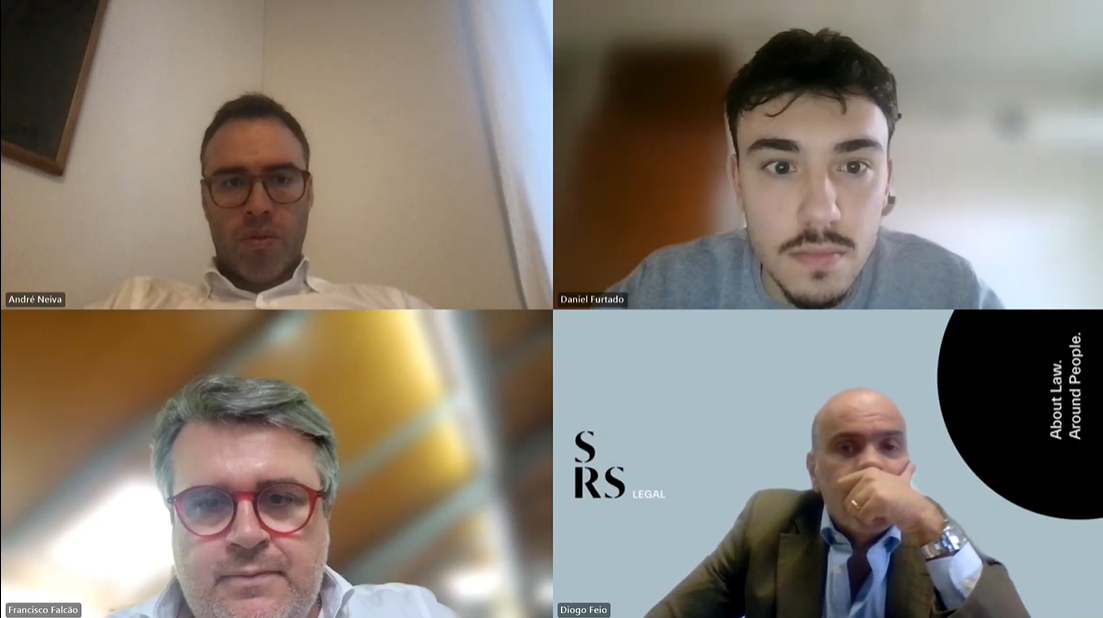 André Neiva
Daniel Furtado
About Law.
Around People.
S
RS LEGAL
Francisco Falcão
Diogo Feio